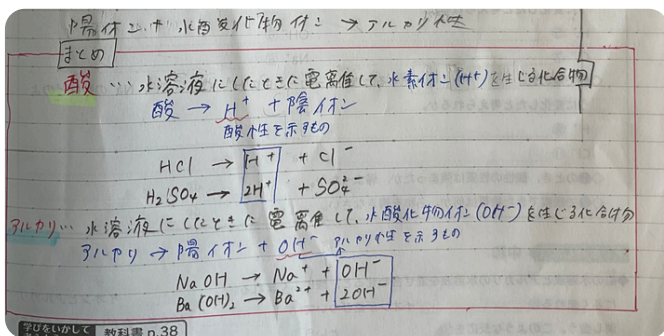 陽イオン + 水酸化物イオン → アルカリ性
まとめ
酸… 水溶液にしたときに電離して、水素イオン(H⁺)を生じる化合物
酸 → H⁺ + 陰イオン
酸性を示すもの
HCl → H⁺ + Cl⁻
H₂SO₄ → 2H⁺ + SO₄²⁻
アルカリ… 水溶液にしたときに電離して、水酸化物イオン(OH⁻)を生じる化合物
アルカリ → 陽イオン + OH⁻ アルカリ性を示すもの
NaOH → Na⁺ + OH⁻
Ba(OH)₂ → Ba²⁺ + 2OH⁻
学びをいかして
教科書 p.38